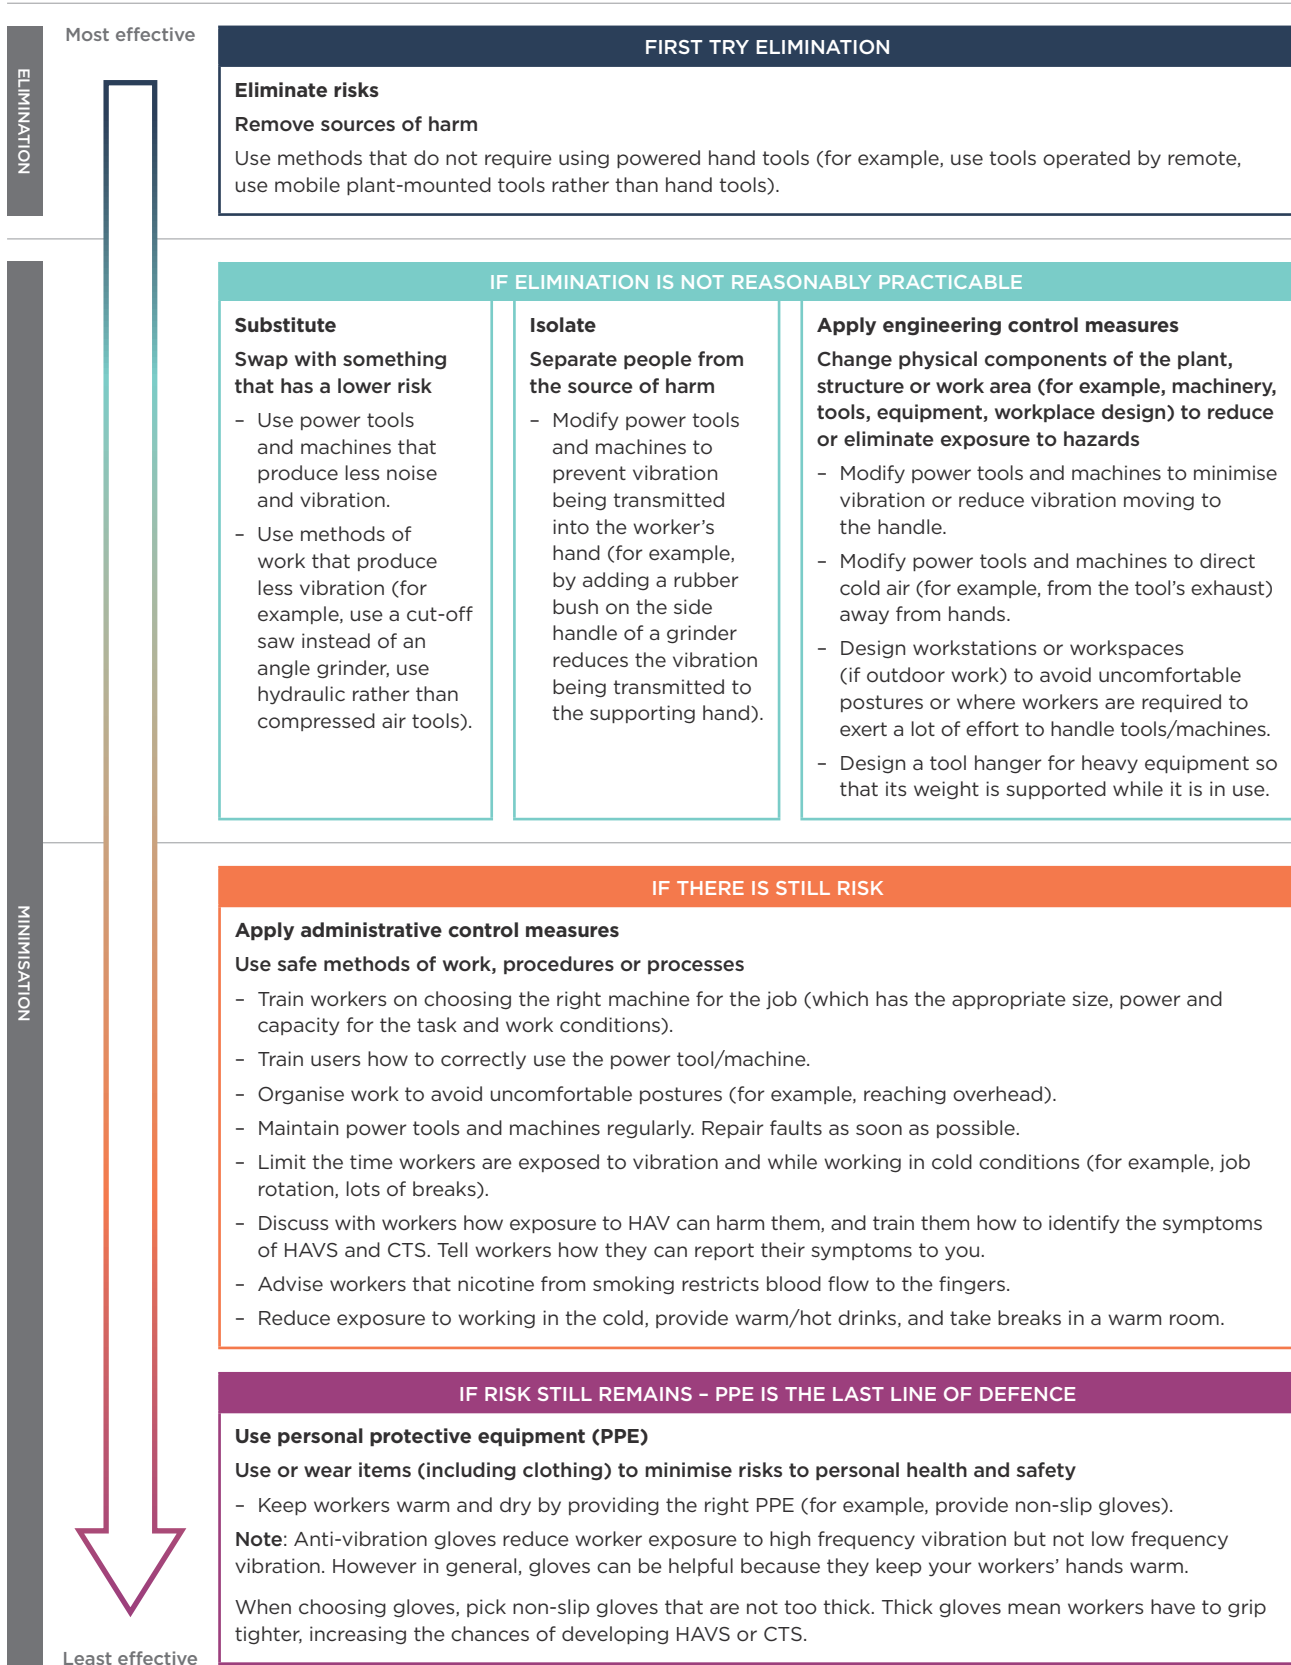 Most effective
ELIMINATION
FIRST TRY ELIMINATION
Eliminate risks
Remove sources of harm
Use methods that do not require using powered hand tools (for example, use tools operated by remote,
use mobile plant-mounted tools rather than hand tools).
IF ELIMINATION IS NOT REASONABLY PRACTICABLE
Substitute
Swap with something
that has a lower risk
– Use power tools
and machines that
produce less noise
and vibration.
– Use methods of
work that produce
less vibration (for
example, use a cut-off
saw instead of an
angle grinder, use
hydraulic rather than
compressed air tools).
Isolate
Separate people from
the source of harm
– Modify power tools
and machines to
prevent vibration
being transmitted
into the worker’s
hand (for example,
by adding a rubber
bush on the side
handle of a grinder
reduces the vibration
being transmitted to
the supporting hand).
Apply engineering control measures
Change physical components of the plant,
structure or work area (for example, machinery,
tools, equipment, workplace design) to reduce
or eliminate exposure to hazards
– Modify power tools and machines to minimise
vibration or reduce vibration moving to
the handle.
– Modify power tools and machines to direct
cold air (for example, from the tool’s exhaust)
away from hands.
– Design workstations or workspaces
(if outdoor work) to avoid uncomfortable
postures or where workers are required to
exert a lot of effort to handle tools/machines.
– Design a tool hanger for heavy equipment so
that its weight is supported while it is in use.
MINIMISATION
IF THERE IS STILL RISK
Apply administrative control measures
Use safe methods of work, procedures or processes
– Train workers on choosing the right machine for the job (which has the appropriate size, power and
capacity for the task and work conditions).
– Train users how to correctly use the power tool/machine.
– Organise work to avoid uncomfortable postures (for example, reaching overhead).
– Maintain power tools and machines regularly. Repair faults as soon as possible.
– Limit the time workers are exposed to vibration and while working in cold conditions (for example, job
rotation, lots of breaks).
– Discuss with workers how exposure to HAV can harm them, and train them how to identify the symptoms
of HAVS and CTS. Tell workers how they can report their symptoms to you.
– Advise workers that nicotine from smoking restricts blood flow to the fingers.
– Reduce exposure to working in the cold, provide warm/hot drinks, and take breaks in a warm room.
IF RISK STILL REMAINS – PPE IS THE LAST LINE OF DEFENCE
Use personal protective equipment (PPE)
Use or wear items (including clothing) to minimise risks to personal health and safety
– Keep workers warm and dry by providing the right PPE (for example, provide non-slip gloves).
Note: Anti-vibration gloves reduce worker exposure to high frequency vibration but not low frequency
vibration. However in general, gloves can be helpful because they keep your workers’ hands warm.
When choosing gloves, pick non-slip gloves that are not too thick. Thick gloves mean workers have to grip
tighter, increasing the chances of developing HAVS or CTS.
Least effective